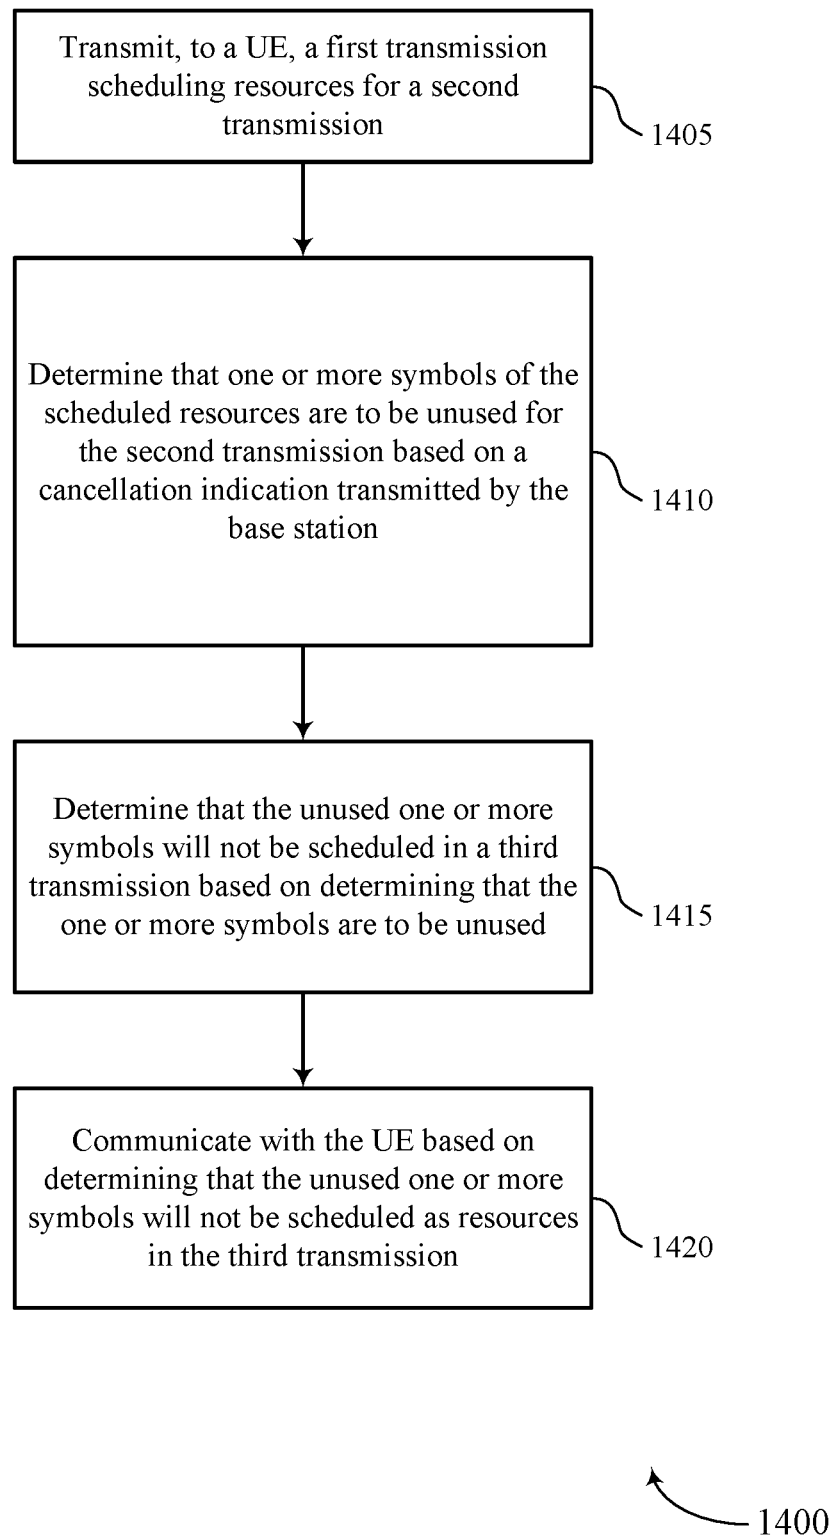 Transmit, to a UE, a first transmission
scheduling resources for a second
transmission
1405
Determine that one or more symbols of the
scheduled resources are to be unused for
the second transmission based on a
cancellation indication transmitted by the
base station
1410
Determine that the unused one or more
symbols will not be scheduled in a third
transmission based on determining that the
one or more symbols are to be unused
1415
Communicate with the UE based on
determining that the unused one or more
symbols will not be scheduled as resources
in the third transmission
1420
1400